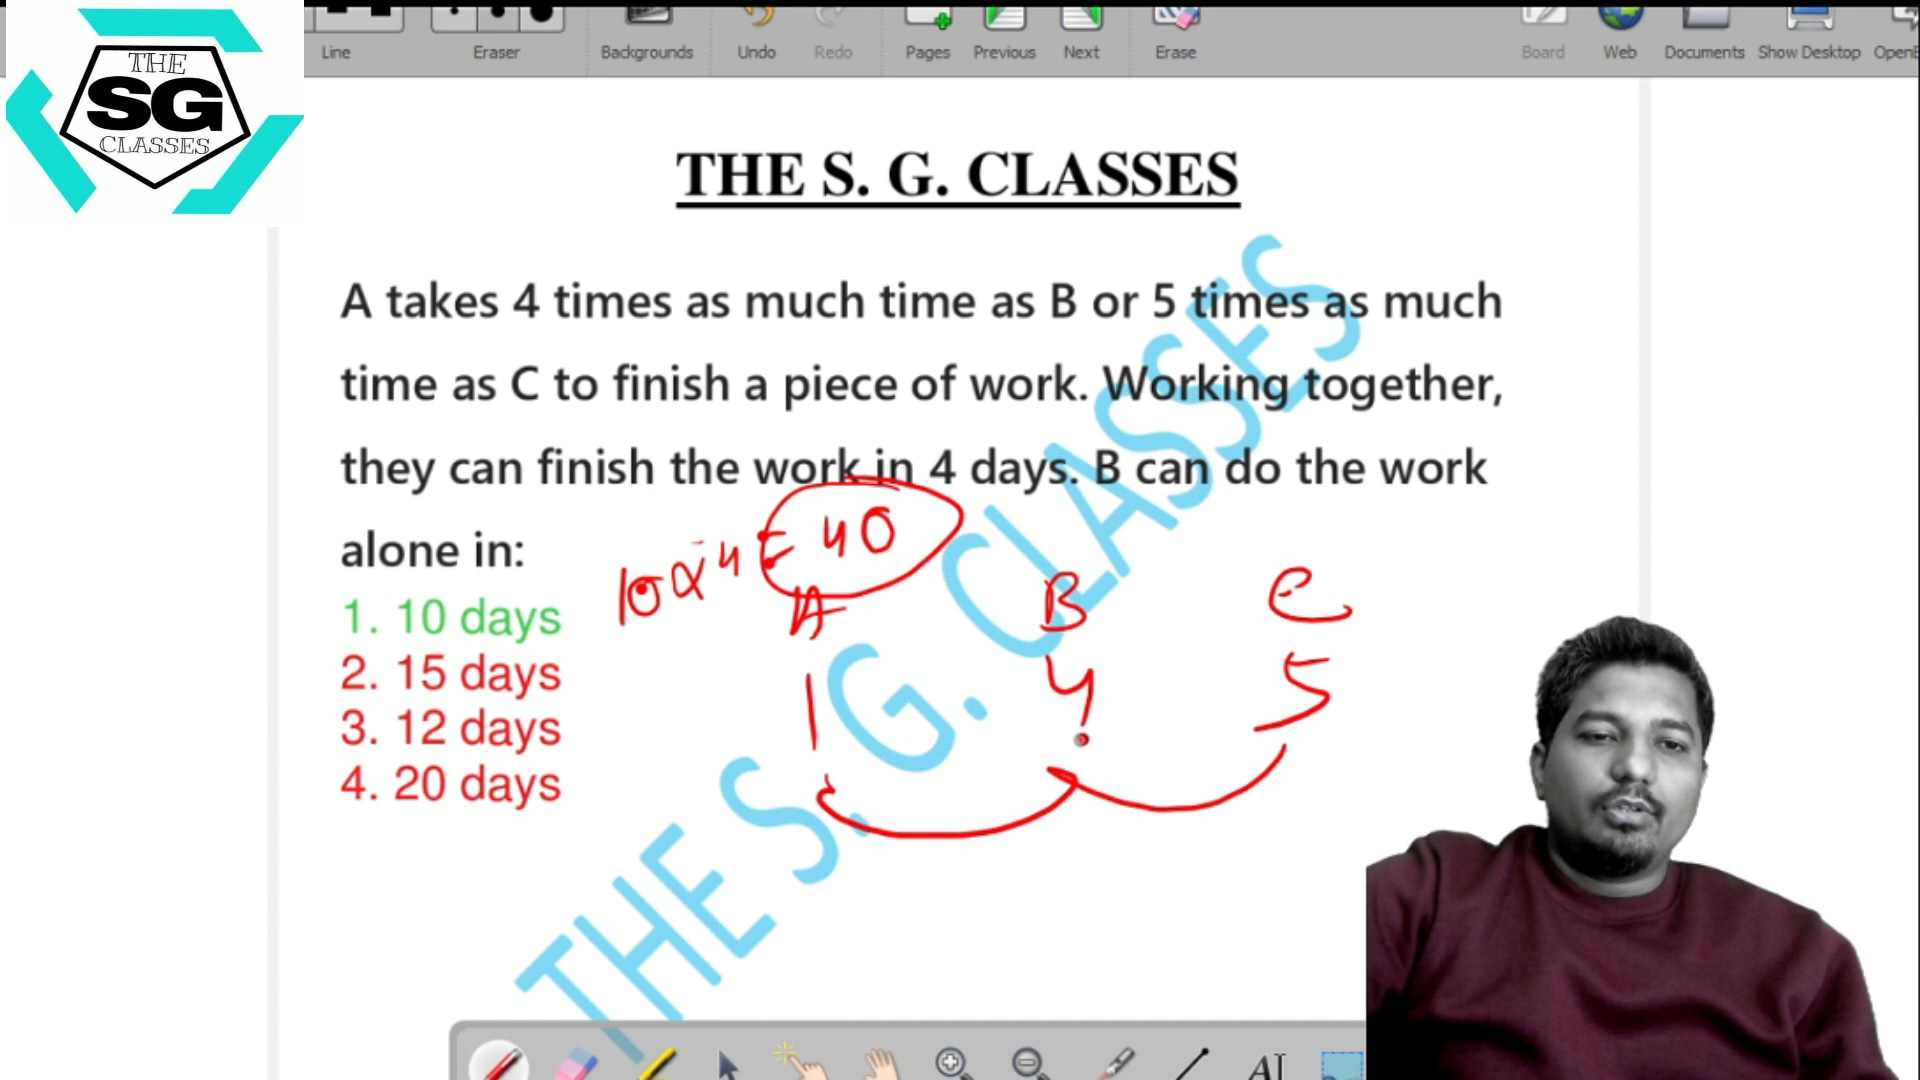 Line
Eraser
Backgrounds
Undo
Redo
Pages
Previous
Next
Erase
Board
Web
Documents
Show Desktop
THE
SG
CLASSES
THE S. G. CLASSES
A takes 4 times as much time as B or 5 times as much
time as C to finish a piece of work. Working together,
they can finish the work in 4 days. B can do the work
alone in:
1. 10 days
2. 15 days
3. 12 days
4. 20 days
10 x 4 = 40
A B C
1 4 5
THE S. G. CLASSES
AI